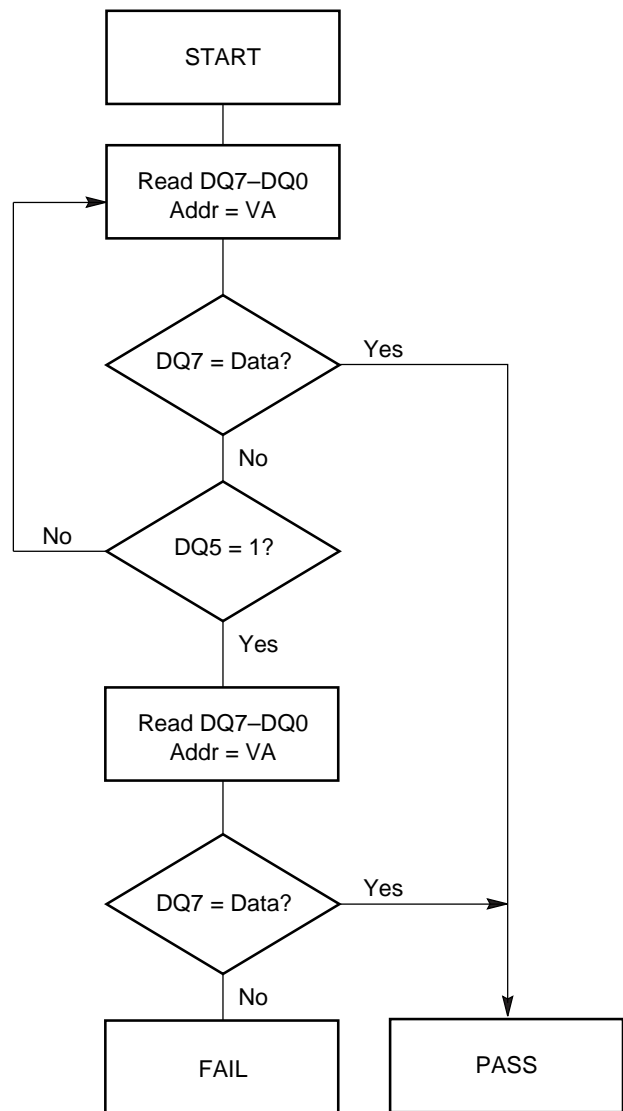 START
Read DQ7–DQ0
Addr = VA
DQ7 = Data?
Yes
No
No
DQ5 = 1?
Yes
Read DQ7–DQ0
Addr = VA
DQ7 = Data?
Yes
No
FAIL
PASS